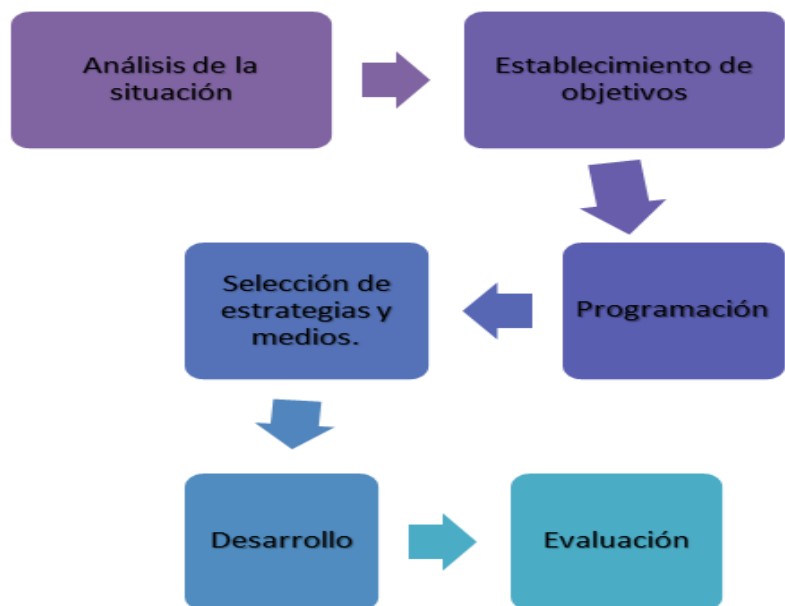 Análisis de la
situación
Establecimiento de
objetivos
Programación
Selección de
estrategias y
medios.
Desarrollo
Evaluación